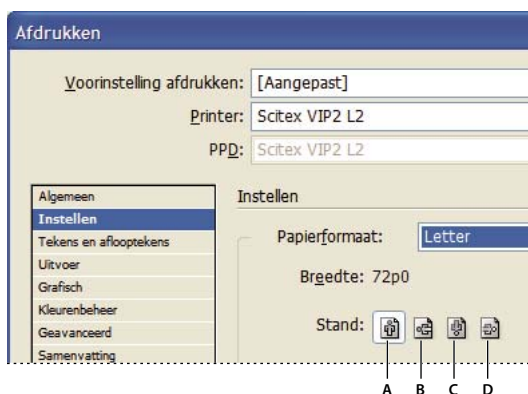 Afdrukken
Voorinstelling afdrukken: [Aangepast]
Printer: Scitex VIP2 L2
PPD: Scitex VIP2 L2
Algemeen
Instellen
Tekens en aflooptekens
Uitvoer
Grafisch
Kleurenbeheer
Geavanceerd
Samenvatting
Instellen
Papierformaat: Letter
Breedte: 72p0
Stand:
A B C D